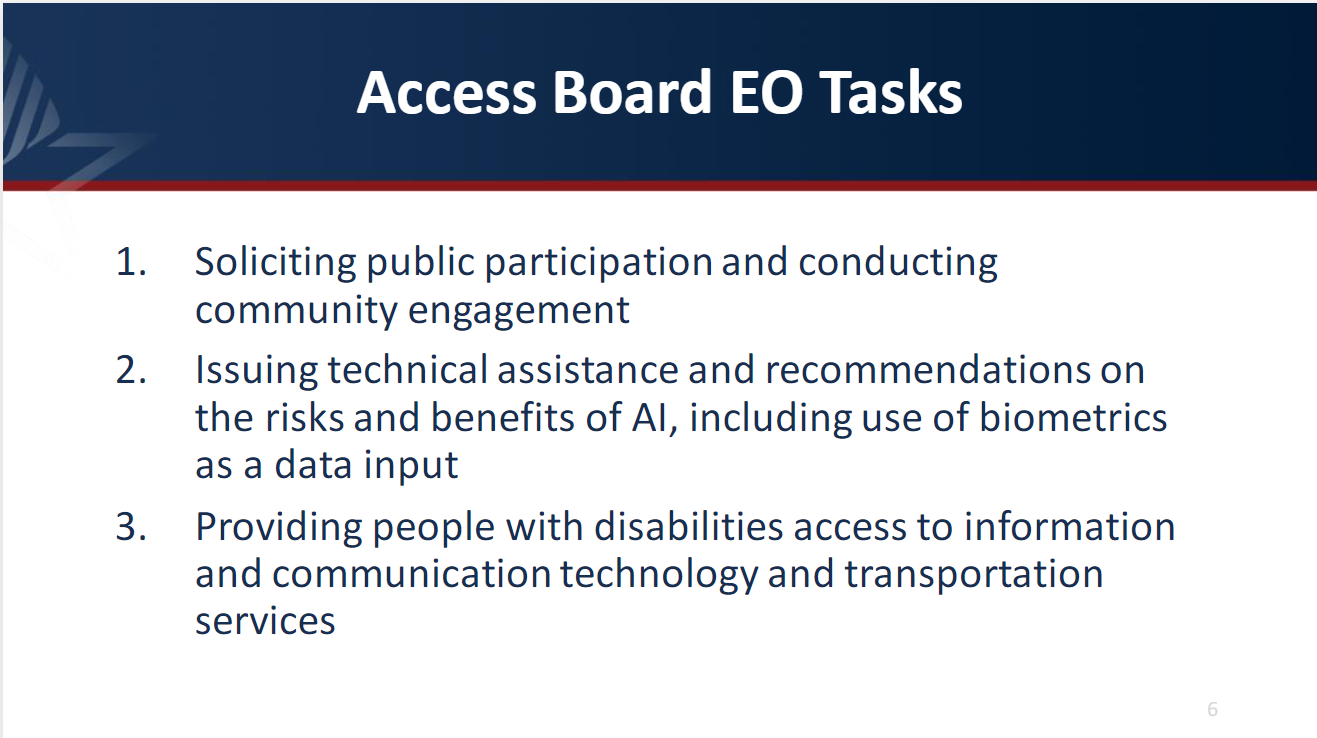 Access Board EO Tasks
1. Soliciting public participation and conducting
community engagement
2. Issuing technical assistance and recommendations on
the risks and benefits of AI, including use of biometrics
as a data input
3. Providing people with disabilities access to information
and communication technology and transportation
services
6